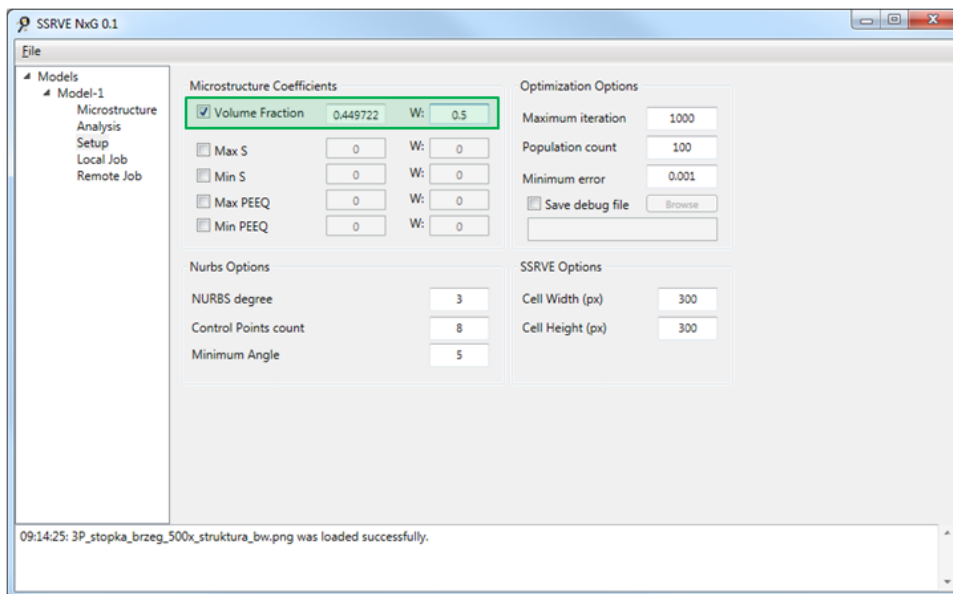 SSRVE NxG 0.1
File
Models
Model-1
Microstructure
Analysis
Setup
Local Job
Remote Job
Microstructure Coefficients
Volume Fraction 0.449722 W: 0.5
Max S 0 W: 0
Min S 0 W: 0
Max PEEQ 0 W: 0
Min PEEQ 0 W: 0
Optimization Options
Maximum iteration 1000
Population count 100
Minimum error 0.001
Save debug file Browse
Nurbs Options
NURBS degree 3
Control Points count 8
Minimum Angle 5
SSRVE Options
Cell Width (px) 300
Cell Height (px) 300
09:14:25: 3P_stopka_brzeg_500x_struktura_bw.png was loaded successfully.